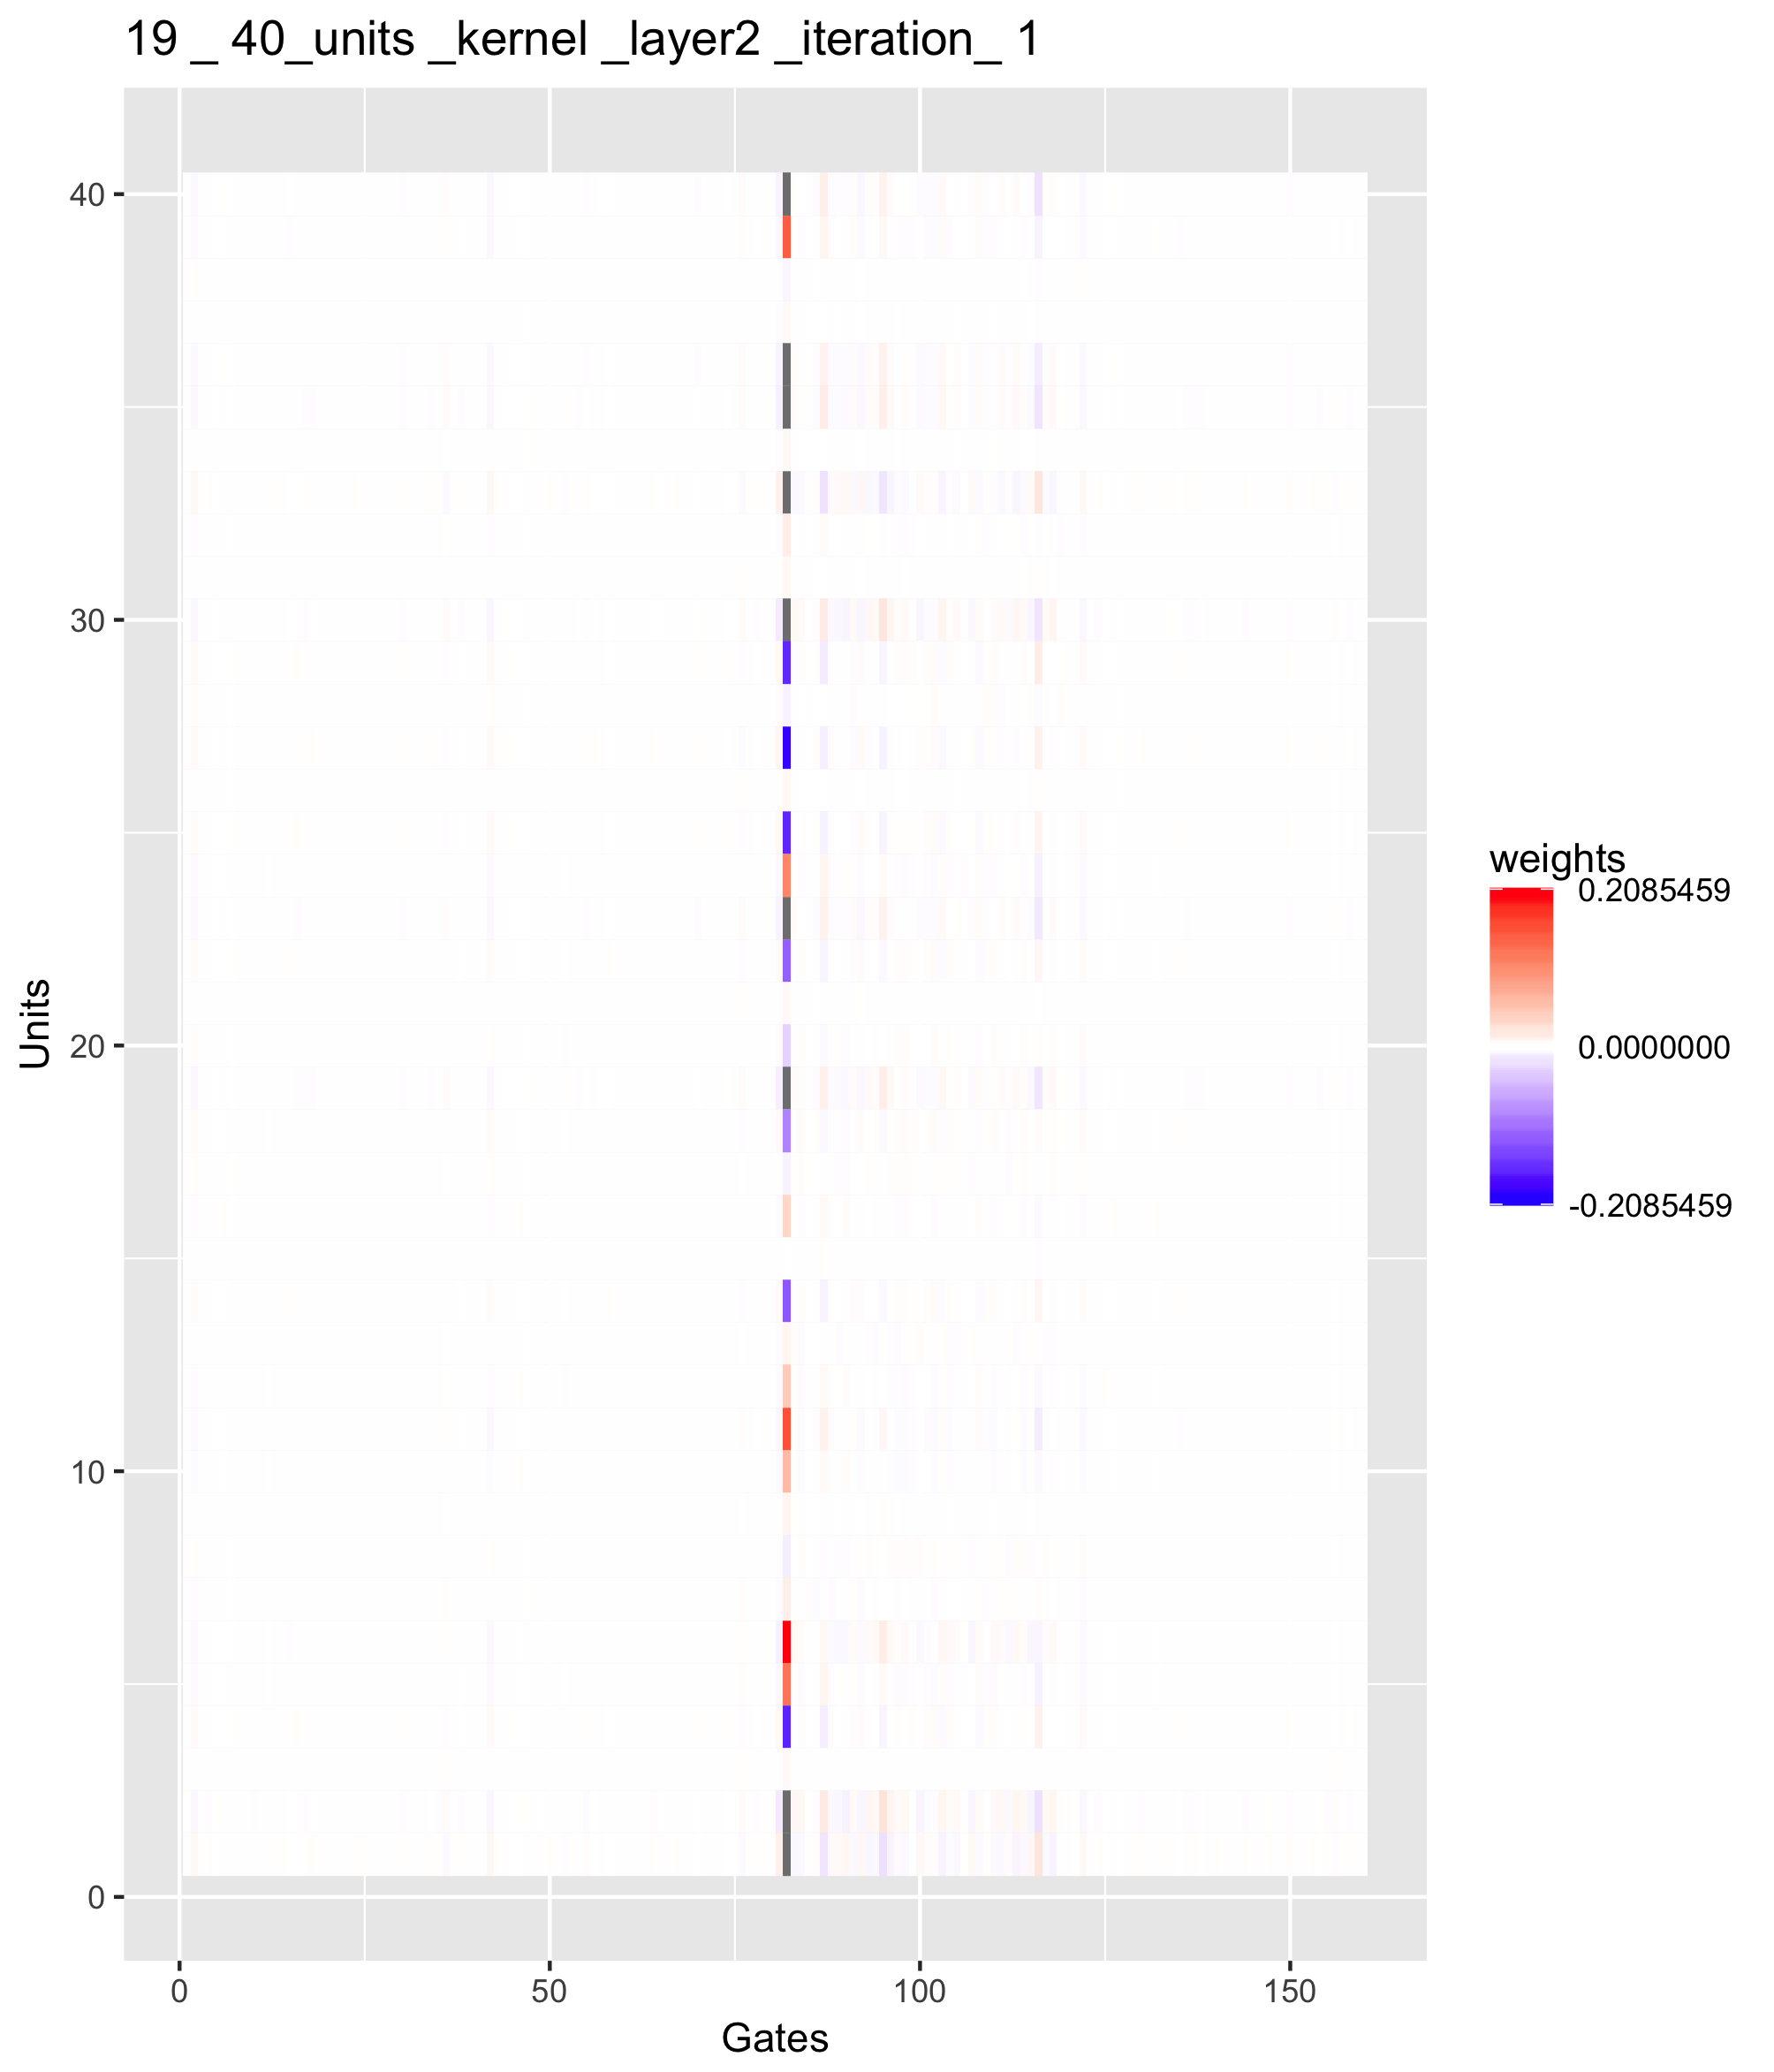 19 _ 40_units _kernel _layer2 _iteration_ 1
40
30
20
10
0
Units
0 50 100 150
Gates
weights
0.2085459
0.0000000
-0.2085459